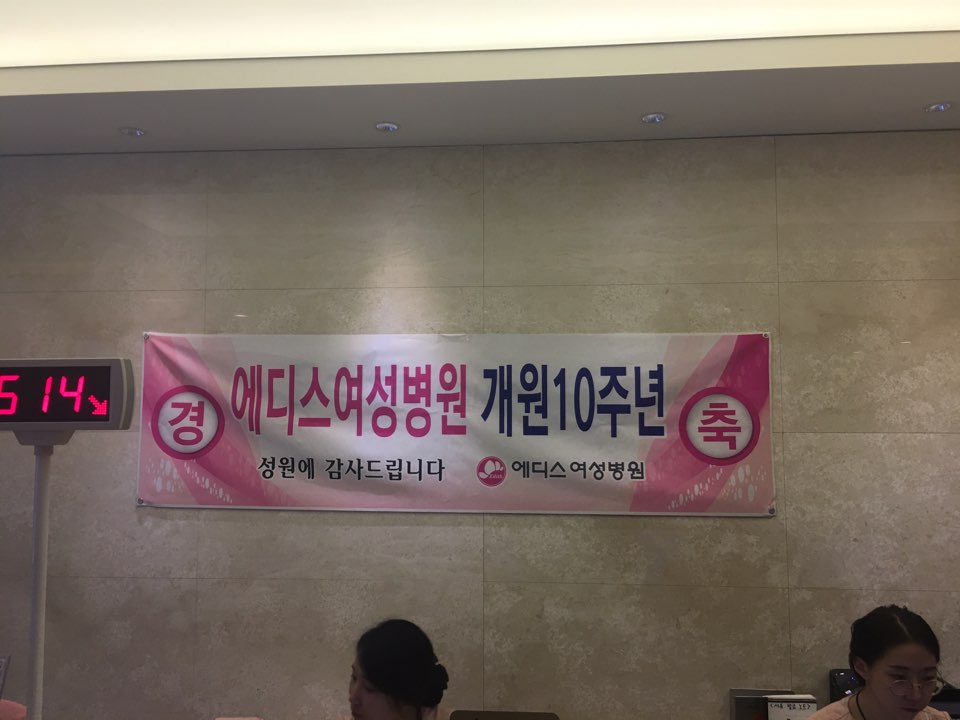 경 에디스여성병원 개원10주년 축
성원에 감사드립니다
에디스여성병원
514